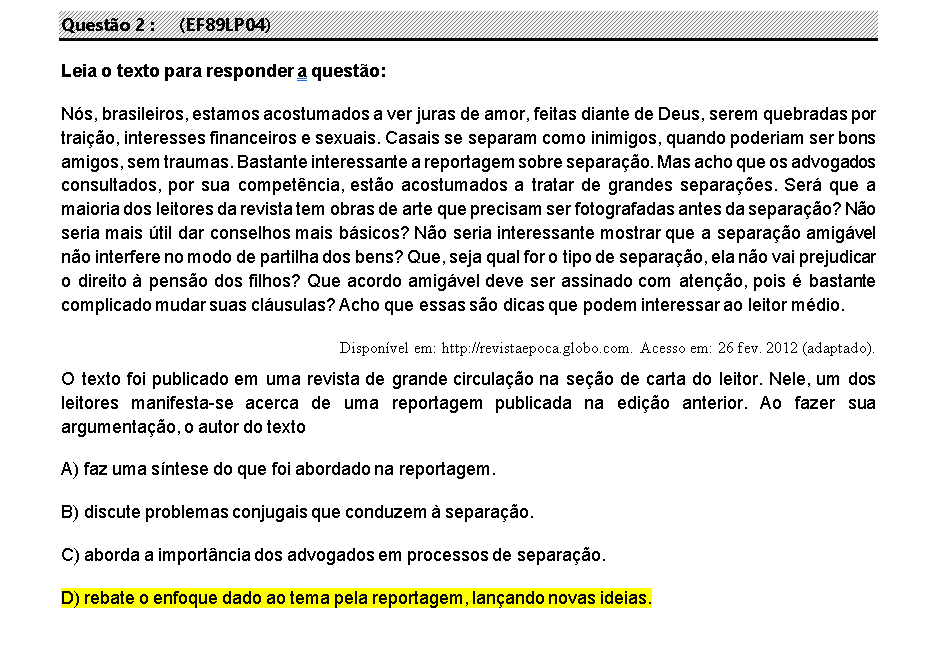 Questão 2 : (EF89LP04)
Leia o texto para responder a questão:
Nós, brasileiros, estamos acostumados a ver juras de amor, feitas diante de Deus, serem quebradas por
traição, interesses financeiros e sexuais. Casais se separam como inimigos, quando poderiam ser bons
amigos, sem traumas. Bastante interessante a reportagem sobre separação. Mas acho que os advogados
consultados, por sua competência, estão acostumados a tratar de grandes separações. Será que a
maioria dos leitores da revista tem obras de arte que precisam ser fotografadas antes da separação? Não
seria mais útil dar conselhos mais básicos? Não seria interessante mostrar que a separação amigável
não interfere no modo de partilha dos bens? Que, seja qual for o tipo de separação, ela não vai prejudicar
o direito à pensão dos filhos? Que acordo amigável deve ser assinado com atenção, pois é bastante
complicado mudar suas cláusulas? Acho que essas são dicas que podem interessar ao leitor médio.
Disponível em: http://revistaepoca.globo.com. Acesso em: 26 fev. 2012 (adaptado).
O texto foi publicado em uma revista de grande circulação na seção de carta do leitor. Nele, um dos
leitores manifesta-se acerca de uma reportagem publicada na edição anterior. Ao fazer sua
argumentação, o autor do texto
A) faz uma síntese do que foi abordado na reportagem.
B) discute problemas conjugais que conduzem à separação.
C) aborda a importância dos advogados em processos de separação.
D) rebate o enfoque dado ao tema pela reportagem, lançando novas ideias.